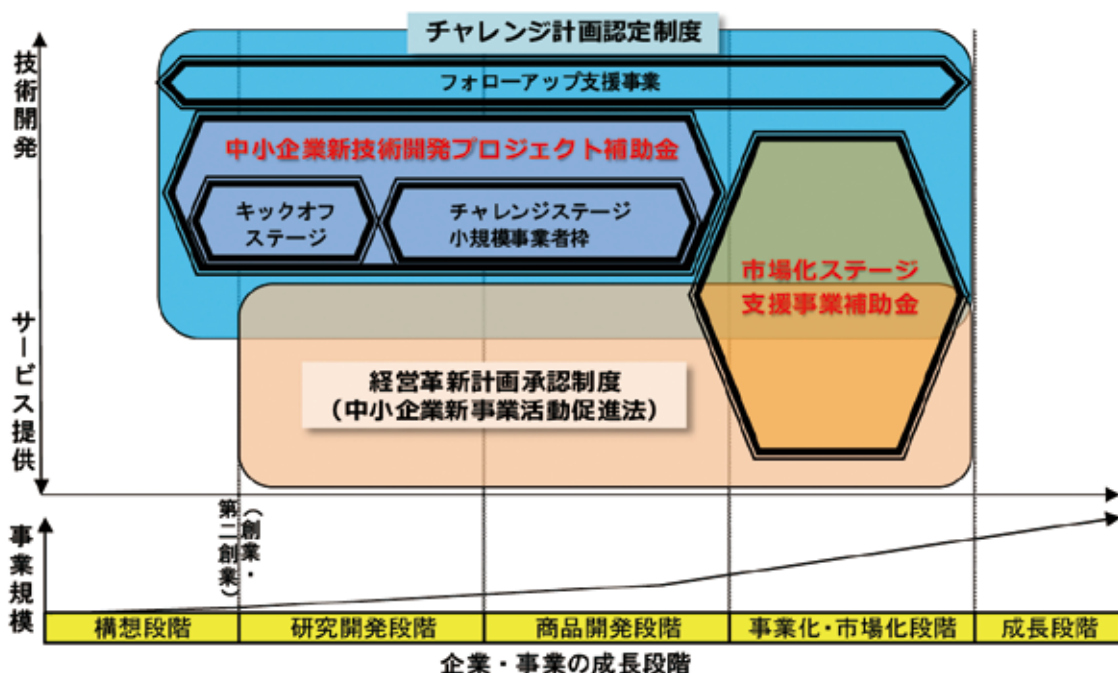 チャレンジ計画認定制度
フォローアップ支援事業
中小企業新技術開発プロジェクト補助金
キックオフ
ステージ
チャレンジステージ
小規模事業者枠
市場化ステージ
支援事業補助金
経営革新計画承認制度
（中小企業新事業活動促進法）
技術開発
サービス提供
（創業・
第二創業）
事業規模
構想段階
研究開発段階
商品開発段階
事業化・市場化段階
成長段階
企業・事業の成長段階